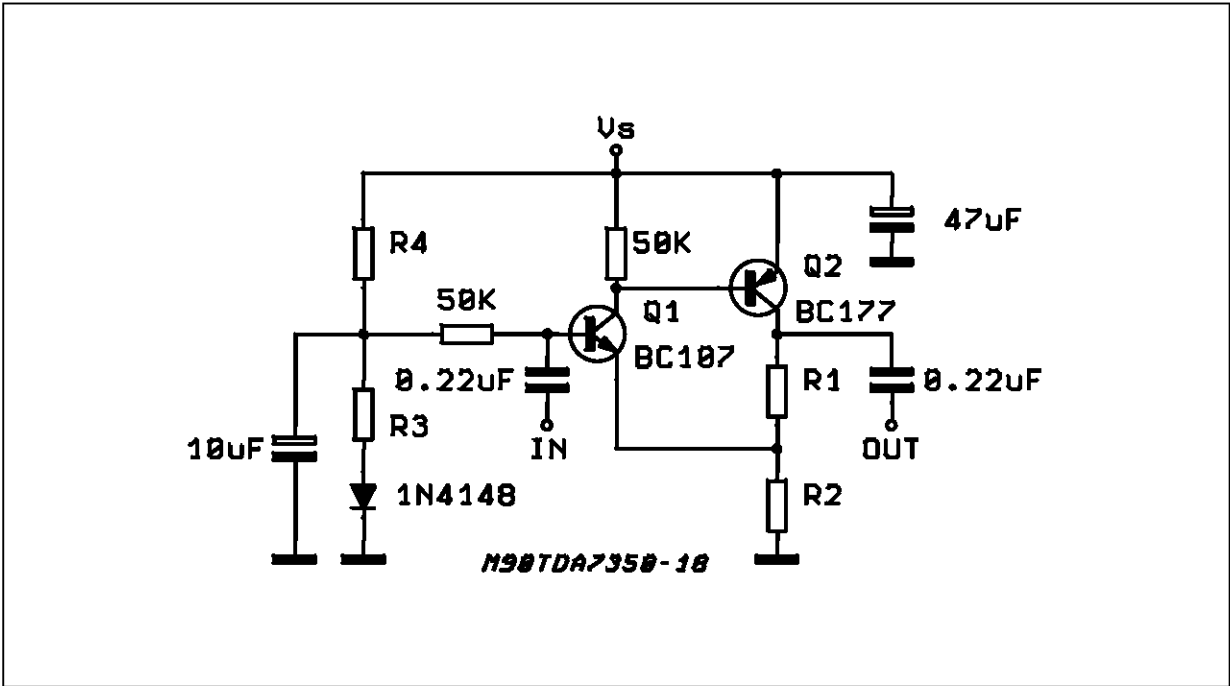 Vs
R4
50K
47uF
Q2
50K
Q1
BC177
BC107
0.22uF
R1
0.22uF
R3
10uF
IN
OUT
1N4148
R2
M90TDA7350-18